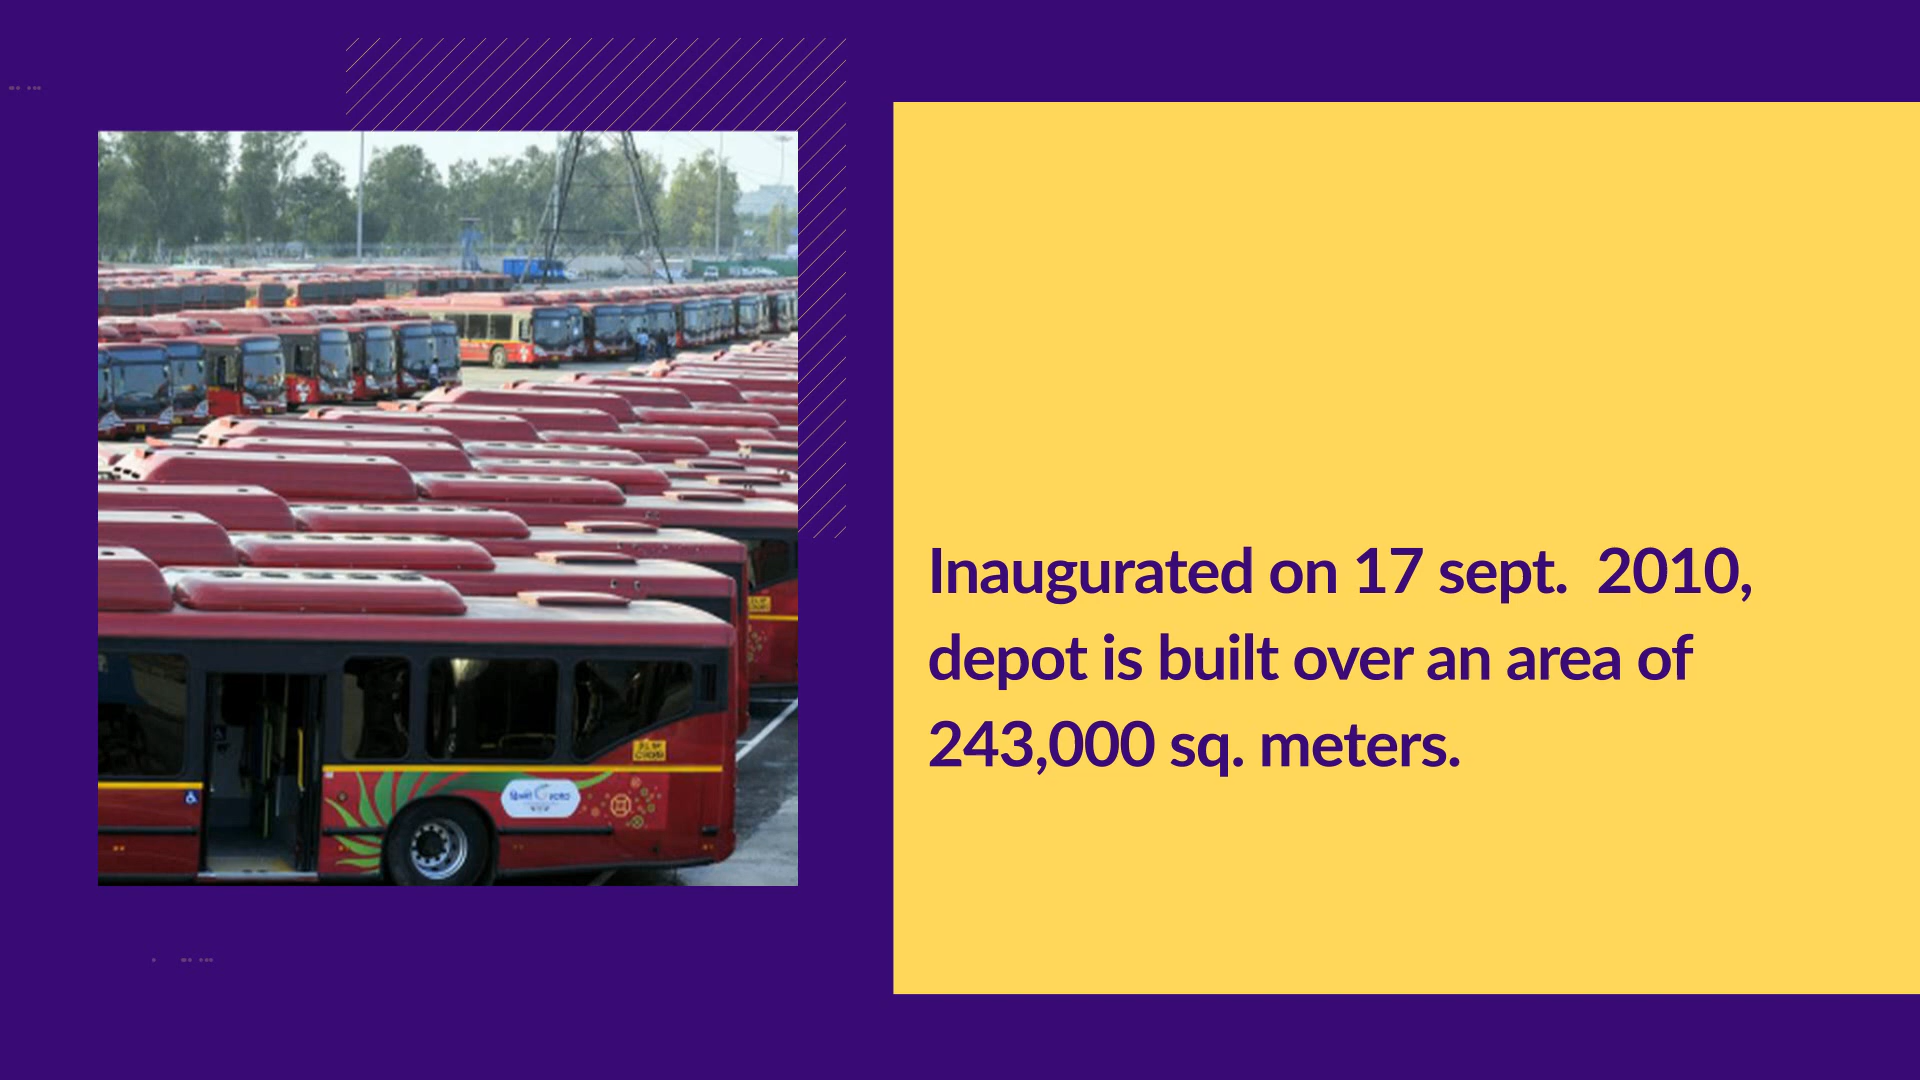 Inaugurated on 17 sept.  2010,
depot is built over an area of
243,000 sq. meters.